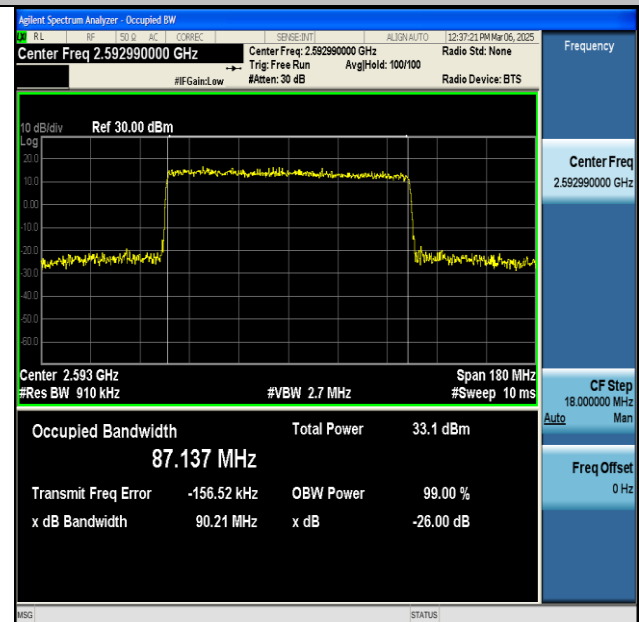 Agilent Spectrum Analyzer - Occupied BW
LXI RL RF 50 Ω AC CORREC SENSE:INT ALIGN AUTO 12:37:21 PM Mar 06, 2025
Center Freq 2.592990000 GHz Center Freq: 2.592990000 GHz Radio Std: None Frequency
Trig: Free Run Avg|Hold: 100/100
#IFGain:Low #Atten: 30 dB Radio Device: BTS
10 dB/div Ref 30.00 dBm
Log
20.0
10.0
0.00
-10.0
-20.0
-30.0
-40.0
-50.0
-60.0
Center Freq
2.592990000 GHz
Center 2.593 GHz Span 180 MHz
#Res BW 910 kHz #VBW 2.7 MHz #Sweep 10 ms
CF Step
18.000000 MHz
Auto Man
Occupied Bandwidth Total Power 33.1 dBm
87.137 MHz
Freq Offset
0 Hz
Transmit Freq Error -156.52 kHz OBW Power 99.00 %
x dB Bandwidth 90.21 MHz x dB -26.00 dB
MSG STATUS